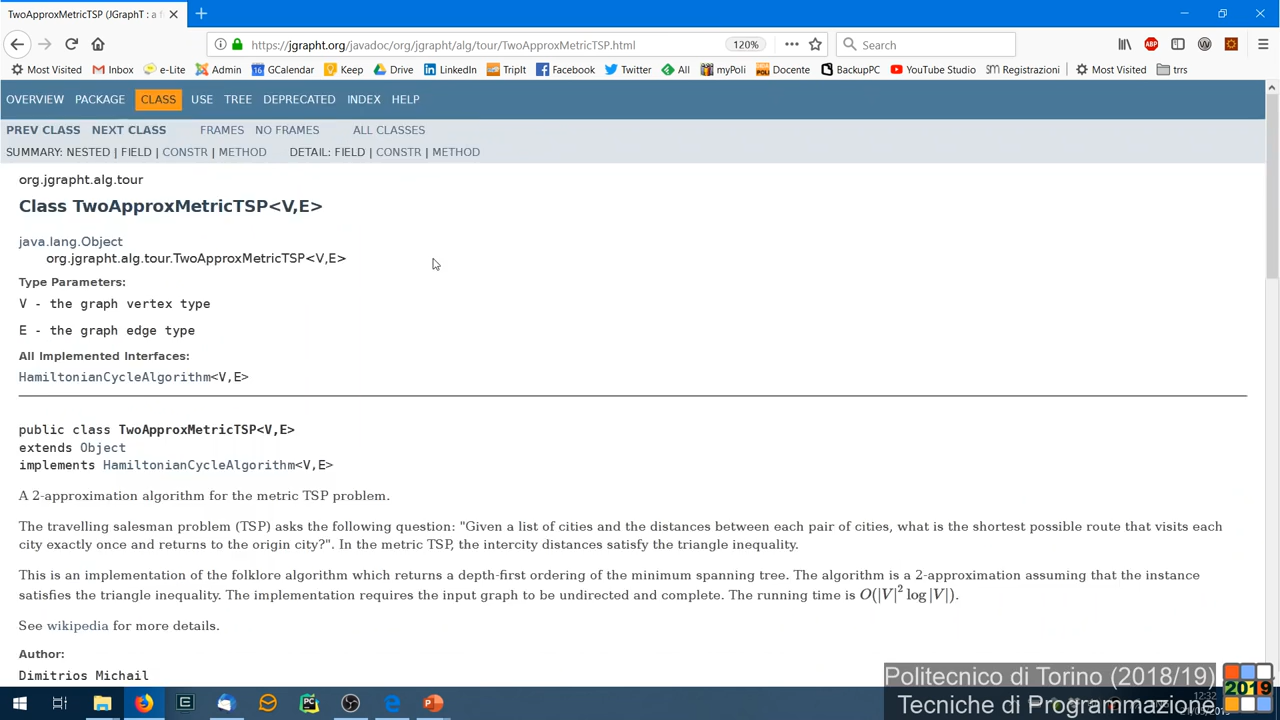 TwoApproxMetricTSP (JGraphT : a f
https://jgrapht.org/javadoc/org/jgrapht/alg/tour/TwoApproxMetricTSP.html 120% Search
Most Visited Inbox e-Lite Admin GCalendar Keep Drive LinkedIn TripIt Facebook Twitter All myPoli Docente BackupPC YouTube Studio Registrazioni Most Visited trrs
OVERVIEW PACKAGE CLASS USE TREE DEPRECATED INDEX HELP
PREV CLASS NEXT CLASS FRAMES NO FRAMES ALL CLASSES
SUMMARY: NESTED | FIELD | CONSTR | METHOD DETAIL: FIELD | CONSTR | METHOD
org.jgrapht.alg.tour
Class TwoApproxMetricTSP<V,E>
java.lang.Object
org.jgrapht.alg.tour.TwoApproxMetricTSP<V,E>
Type Parameters:
V - the graph vertex type
E - the graph edge type
All Implemented Interfaces:
HamiltonianCycleAlgorithm<V,E>
public class TwoApproxMetricTSP<V,E>
extends Object
implements HamiltonianCycleAlgorithm<V,E>
A 2-approximation algorithm for the metric TSP problem.
The travelling salesman problem (TSP) asks the following question: "Given a list of cities and the distances between each pair of cities, what is the shortest possible route that visits each
city exactly once and returns to the origin city?". In the metric TSP, the intercity distances satisfy the triangle inequality.
This is an implementation of the folklore algorithm which returns a depth-first ordering of the minimum spanning tree. The algorithm is a 2-approximation assuming that the instance
satisfies the triangle inequality. The implementation requires the input graph to be undirected and complete. The running time is O(|V|² log |V|).
See wikipedia for more details.
Author:
Dimitrios Michail
Politecnico di Torino (2018/19)
Tecniche di Programmazione
2019
12:32